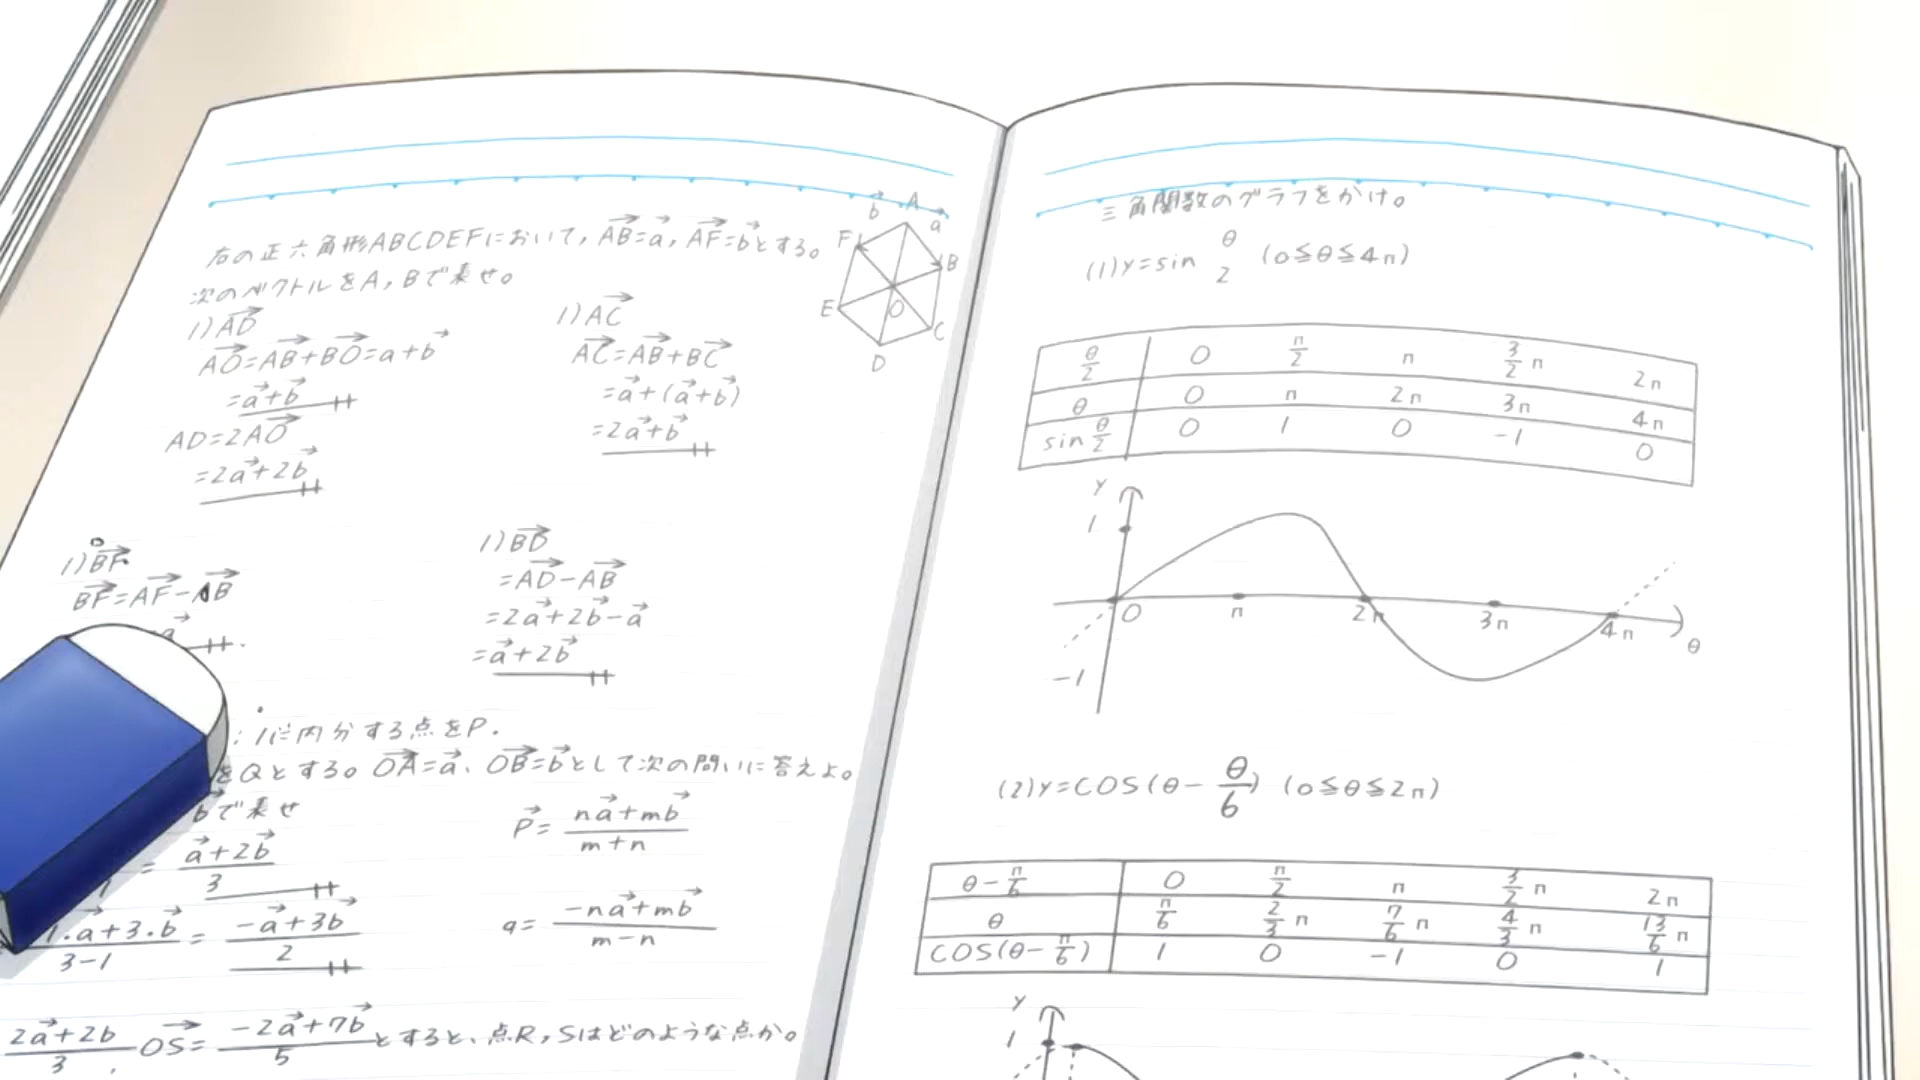 右の正六角形ABCDEFにおいて, AB→=a→, AF→=b→とする。
次のベクトルをA, Bで表せ。
A
b→
a→
F
B
E
O
C
D
1)AD→
AO→=AB→+BO→=a+b→
=a→+b→
AD=2AO→
=2a→+2b→
1)AC→
AC→=AB→+BC→
=a→+(a→+b→)
=2a→+b→
1)BF→
BF→=AF→-AB→
a→
1)BD→
=AD→-AB→
=2a→+2b→-a→
=a→+2b→
:1に内分する点をP.
をQとする。OA→=a→、OB→=b→として次の問いに答えよ。
b→で表せ
= (a→+2b→)/3
(1・a→+3・b→)/(3-1) = (-a→+3b→)/2
P→= (na→+mb→)/(m+n)
q= (-na→+mb→)/(m-n)
(2a→+2b)/3 OS→= (-2a→+7b→)/5 とすると、点R, Sはどのような点か。
三角関数のグラフをかけ。
(1)y=sin θ/2 (0≦θ≦4π)
θ/2 0 π/2 π 3/2π 2π
θ 0 π 2π 3π 4π
sin θ/2 0 1 0 -1 0
y
1
0 π 2π 3π 4π θ
-1
(2)y=COS(θ- θ/6) (0≦θ≦2π)
θ-π/6 0 π/2 π 3/2π 2π
θ π/6 2/3π 7/6π 4/3π 13/6π
COS(θ-π/6) 1 0 -1 0 1
y
1